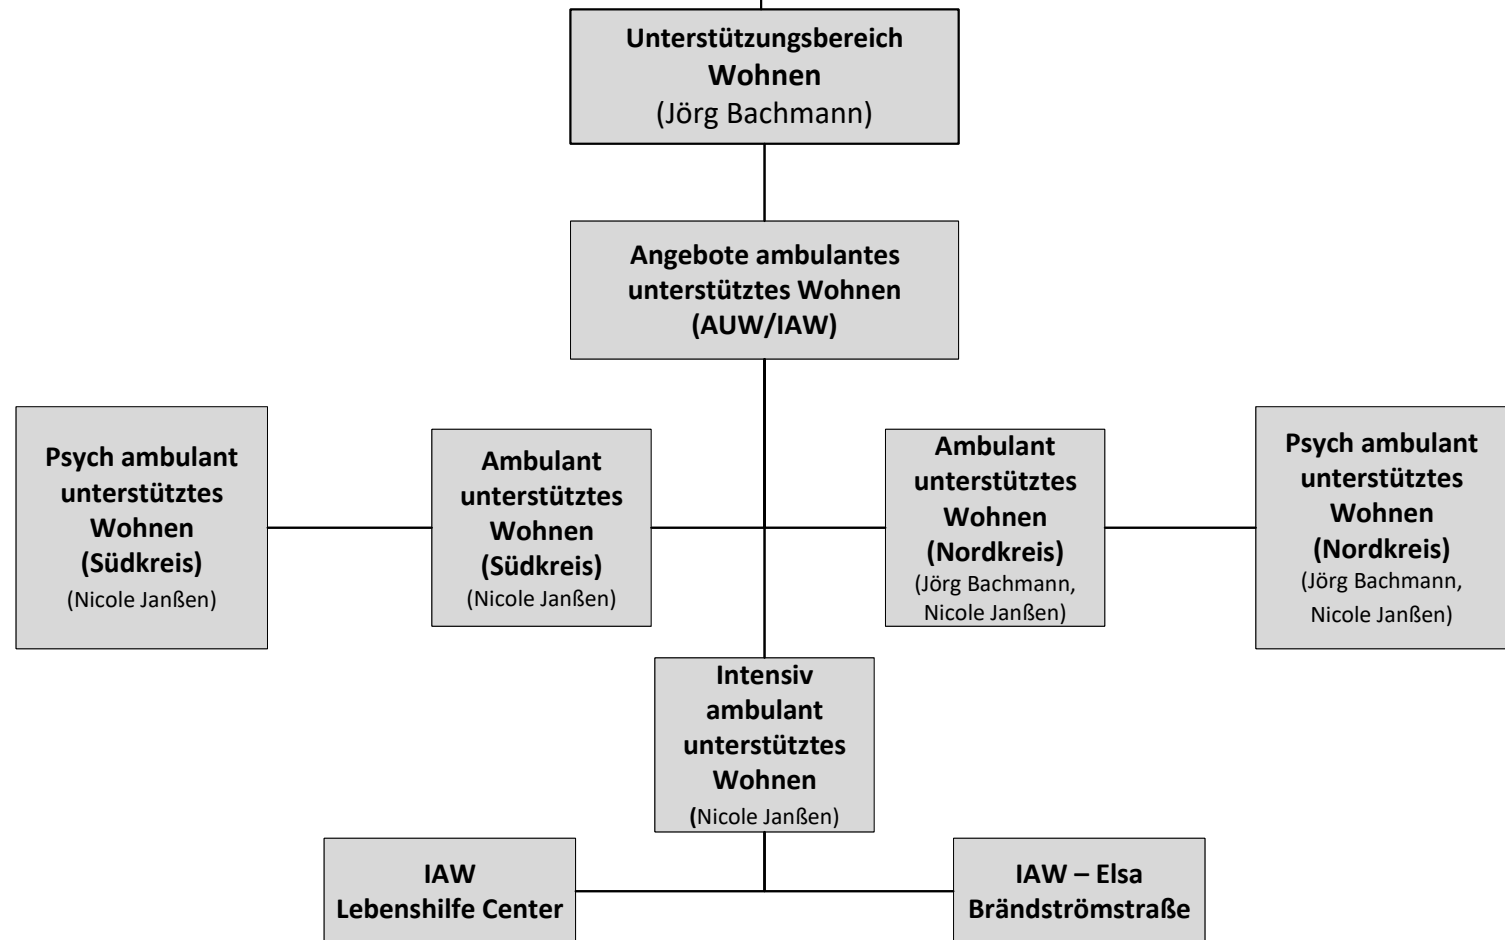 Unterstützungsbereich
Wohnen
(Jörg Bachmann)
Angebote ambulantes
unterstütztes Wohnen
(AUW/IAW)
Psych ambulant
unterstütztes
Wohnen
(Südkreis)
(Nicole Janßen)
Ambulant
unterstütztes
Wohnen
(Südkreis)
(Nicole Janßen)
Ambulant
unterstütztes
Wohnen
(Nordkreis)
(Jörg Bachmann,
Nicole Janßen)
Psych ambulant
unterstütztes
Wohnen
(Nordkreis)
(Jörg Bachmann,
Nicole Janßen)
Intensiv
ambulant
unterstütztes
Wohnen
(Nicole Janßen)
IAW
Lebenshilfe Center
IAW – Elsa
Brändströmstraße